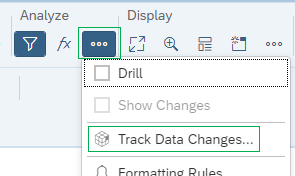 Analyze Display
fx
Drill
Show Changes
Track Data Changes...
Formatting Rules